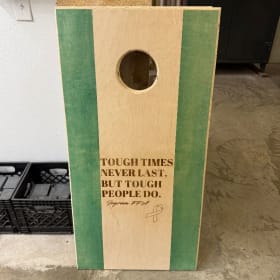 TOUGH TIMES
NEVER LAST,
BUT TOUGH
PEOPLE DO.